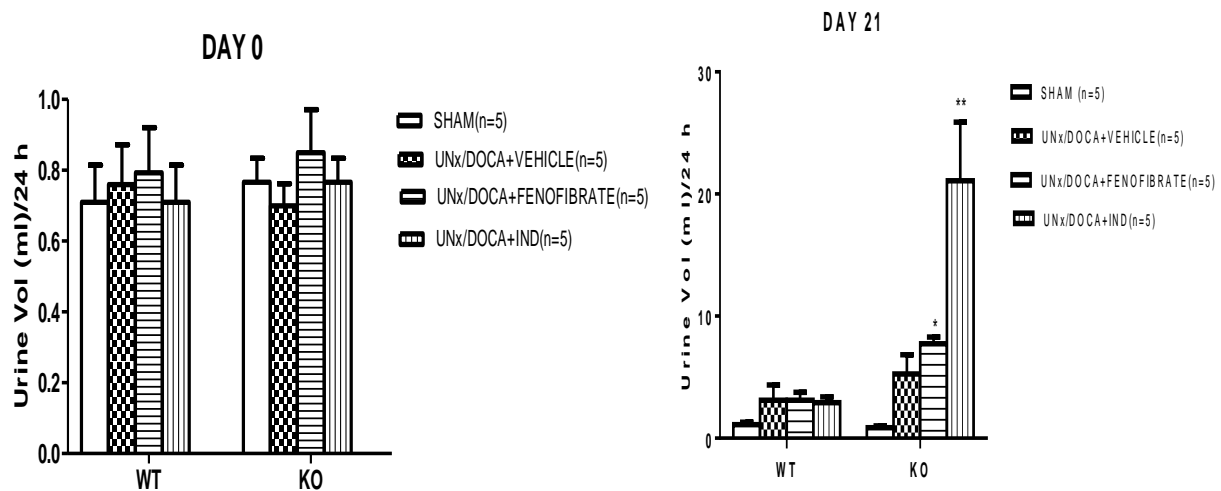 DAY 0
Urine Vol (ml)/24 h
1.0
0.8
0.6
0.4
0.2
0.0
WT
KO
SHAM(n=5)
UNx/DOCA+VEHICLE(n=5)
UNx/DOCA+FENOFIBRATE(n=5)
UNx/DOCA+IND(n=5)
DAY 21
Urine Vol (ml)/24 h
30
20
10
0
**
*
WT
KO
SHAM (n=5)
UNx/DOCA+VEHICLE(n=5)
UNx/DOCA+FENOFIBRATE(n=5)
UNx/DOCA+IND(n=5)